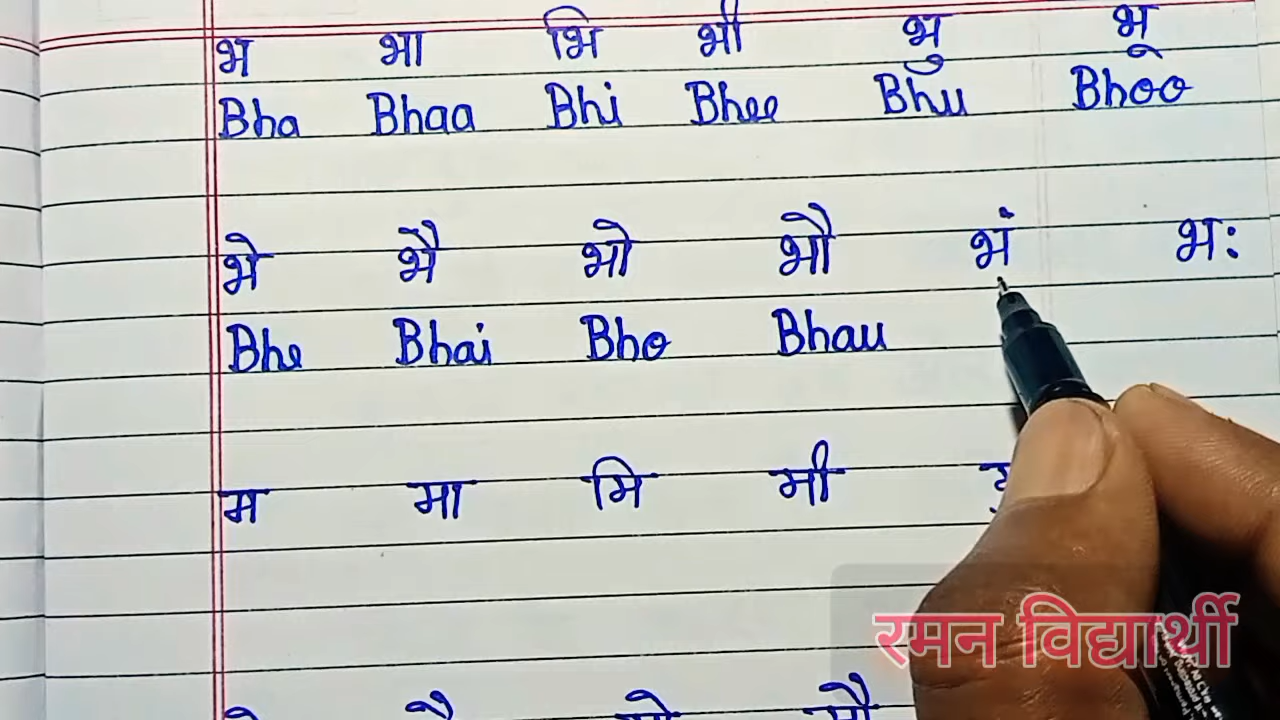 भ भा भि भी भु भू
Bha Bhaa Bhi Bhee Bhu Bhoo
भे भै भो भौ भं भः
Bhe Bhai Bho Bhau
म मा मि मी
रमन विद्यार्थी